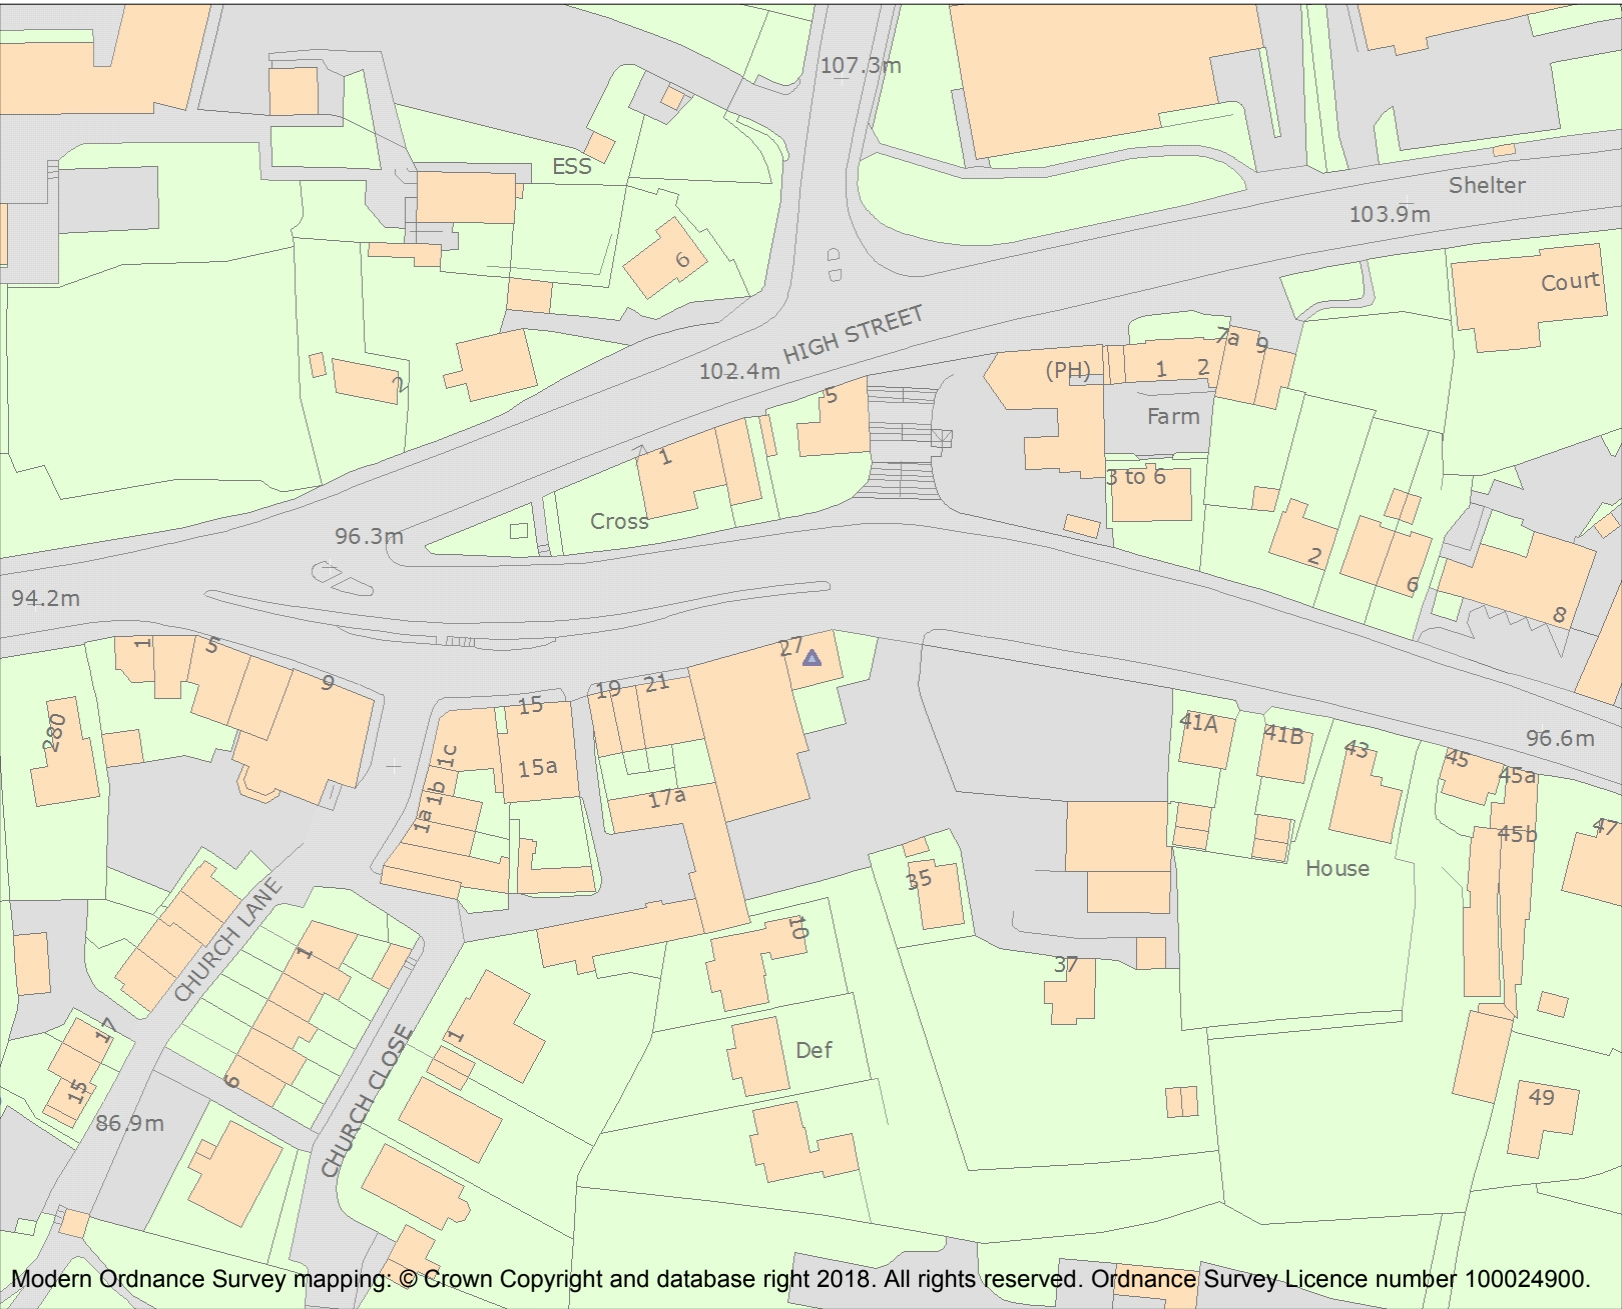 107.3m
ESS
Shelter
103.9m
6
Court
HIGH STREET
7a
9
102.4m
(PH)
1
2
2
5
Farm
1
3 to 6
Cross
96.3m
2
6
94.2m
8
1
5
27
9
19
21
15
280
41A
41B
43
96.6m
45
45a
1c
15a
1b
17a
1a
45b
47
House
35
CHURCH LANE
10
1
37
17
1
Def
CHURCH CLOSE
6
15
49
86.9m
Modern Ordnance Survey mapping: © Crown Copyright and database right 2018. All rights reserved. Ordnance Survey Licence number 100024900.